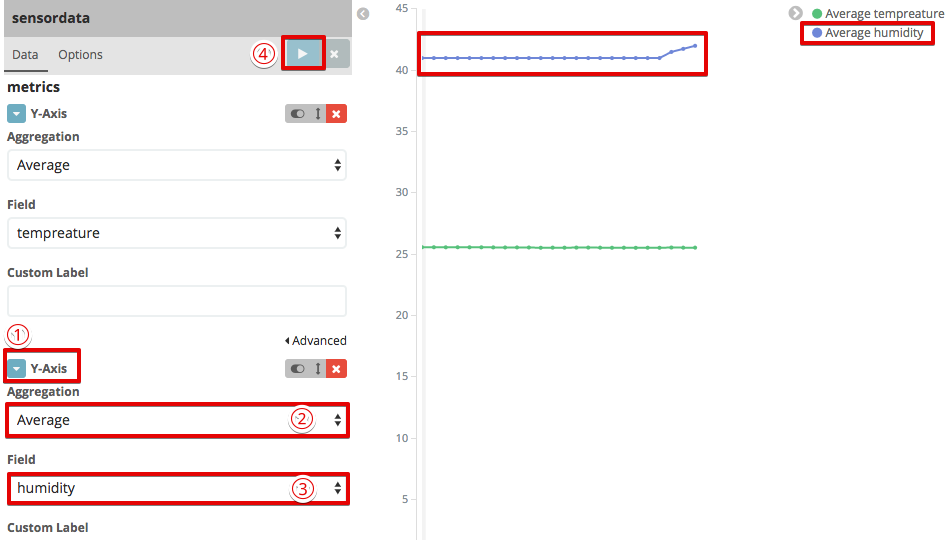 sensordata
Data Options ④
metrics
Y-Axis
Aggregation
Average
Field
tempreature
Custom Label
①
Advanced
Y-Axis
Aggregation
Average ②
Field
humidity ③
Custom Label
45
40
35
30
25
20
15
10
5
Average tempreature
Average humidity